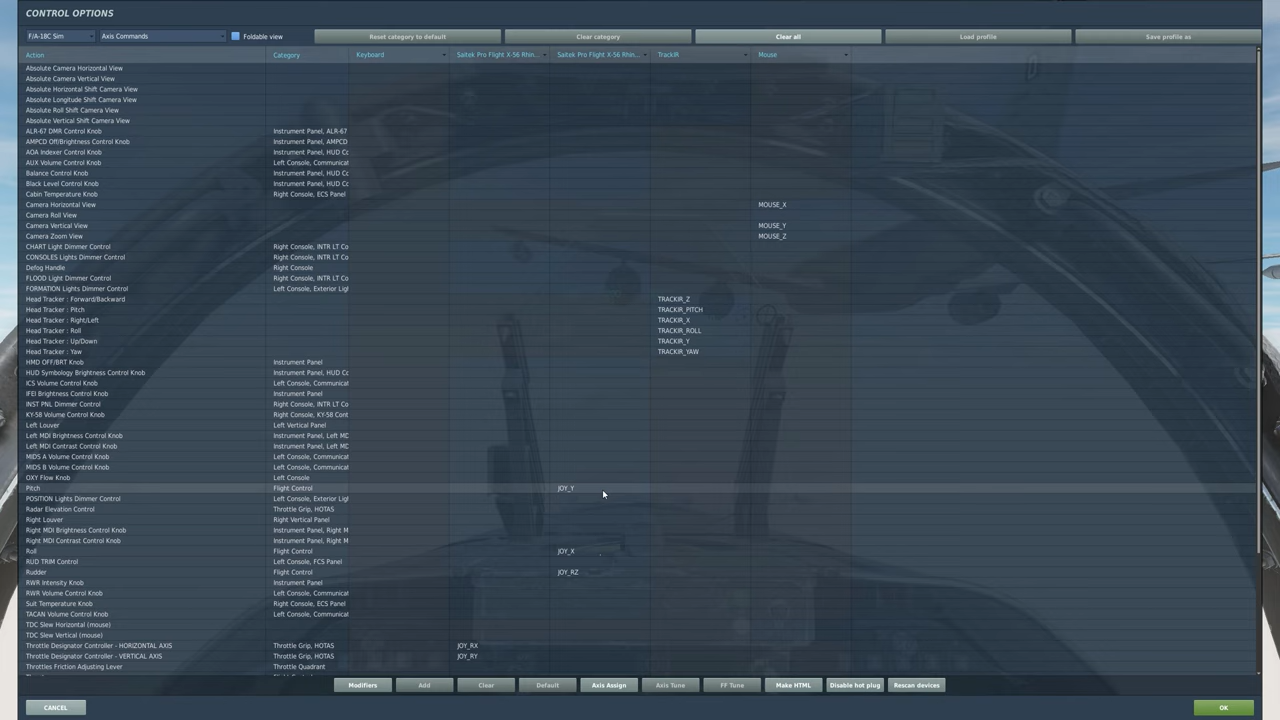 CONTROL OPTIONS
F/A-18C Sim Axis Commands Foldable view Reset category to default Clear category Clear all Load profile Save profile as
Action Category Keyboard Saitek Pro Flight X-56 Rhin... Saitek Pro Flight X-56 Rhin... TrackIR Mouse
Absolute Camera Horizontal View
Absolute Camera Vertical View
Absolute Horizontal Shift Camera View
Absolute Longitude Shift Camera View
Absolute Roll Shift Camera View
Absolute Vertical Shift Camera View
ALR-67 DMR Control Knob Instrument Panel, ALR-67
AMPCD Off/Brightness Control Knob Instrument Panel, AMPCD
AOA Indexer Control Knob Instrument Panel, HUD Cc
AUX Volume Control Knob Left Console, Communicat
Balance Control Knob Instrument Panel, HUD Cc
Black Level Control Knob Instrument Panel, HUD Cc
Cabin Temperature Knob Right Console, ECS Panel
Camera Horizontal View MOUSE_X
Camera Roll View
Camera Vertical View MOUSE_Y
Camera Zoom View MOUSE_Z
CHART Light Dimmer Control Right Console, INTR LT Co
CONSOLES Light Dimmer Control Right Console, INTR LT Co
Defog Handle Right Console
FLOOD Light Dimmer Control Right Console, INTR LT Co
FORMATION Lights Dimmer Control Left Console, Exterior Ligh
Head Tracker : Forward/Backward TRACKIR_Z
Head Tracker : Pitch TRACKIR_PITCH
Head Tracker : Right/Left TRACKIR_X
Head Tracker : Roll TRACKIR_ROLL
Head Tracker : Up/Down TRACKIR_Y
Head Tracker : Yaw TRACKIR_YAW
HMD OFF/BRT Knob Instrument Panel
HUD Symbology Brightness Control Knob Instrument Panel, HUD Cc
ICS Volume Control Knob Left Console, Communicat
IFEI Brightness Control Knob Instrument Panel
INST PNL Dimmer Control Right Console, INTR LT Co
KY-58 Volume Control Knob Right Console, KY-58 Cont
Left Louver Left Vertical Panel
Left MDI Brightness Control Knob Instrument Panel, Left MD
Left MDI Contrast Control Knob Instrument Panel, Left MD
MIDS A Volume Control Knob Left Console, Communicat
MIDS B Volume Control Knob Left Console, Communicat
OXY Flow Knob Left Console
Pitch Flight Control JOY_Y
POSITION Lights Dimmer Control Left Console, Exterior Ligh
Radar Elevation Control Throttle Grip, HOTAS
Right Louver Right Vertical Panel
Right MDI Brightness Control Knob Instrument Panel, Right M
Right MDI Contrast Control Knob Instrument Panel, Right M
Roll Flight Control JOY_X
RUD TRIM Control Left Console, FCS Panel
Rudder Flight Control JOY_RZ
RWR Intensity Knob Instrument Panel
RWR Volume Control Knob Left Console, Communicat
Suit Temperature Knob Right Console, ECS Panel
TACAN Volume Control Knob Left Console, Communicat
TDC Slew Horizontal (mouse)
TDC Slew Vertical (mouse)
Throttle Designator Controller - HORIZONTAL AXIS Throttle Grip, HOTAS JOY_RX
Throttle Designator Controller - VERTICAL AXIS Throttle Grip, HOTAS JOY_RY
Throttles Friction Adjusting Lever Throttle Quadrant
Modifiers Add Clear Default Axis Assign Axis Tune FF Tune Make HTML Disable hot plug Rescan devices
CANCEL OK